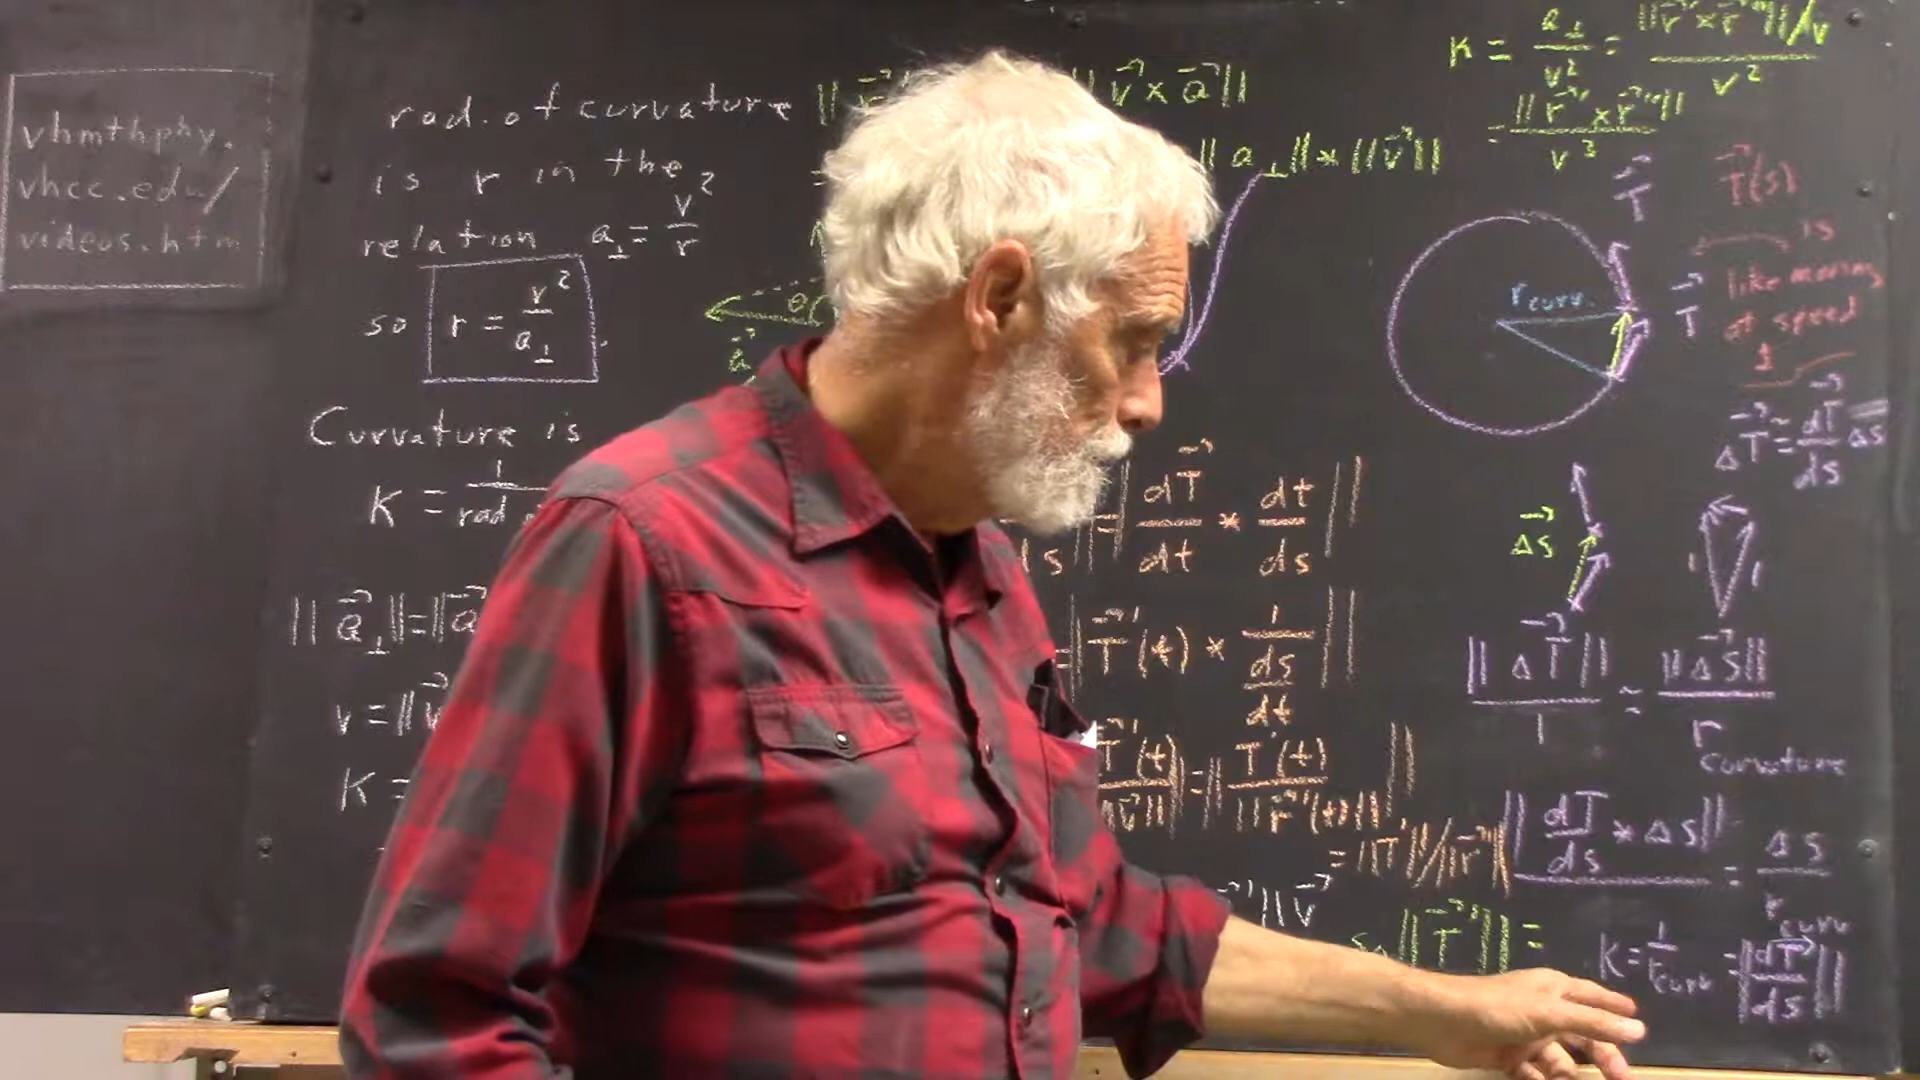 vhmthphy.
vhcc.edu/
videos.htm
rad. of curvature
is r in the
relation a⊥ = v²/r
so r = v²/a⊥.
Curvature is
K = 1/rad
||a⃗⊥|| = ||a⃗
v = ||v⃗
K =
||v⃗ × a⃗||
||a⊥|| * ||v⃗||
a⃗
= || dT⃗/dt * dt/ds ||
= || T⃗'(t) * 1/(ds/dt) ||
T⃗'(t)/||v⃗|| || = || T'(t)/||r⃗'(t)|| ||
= ||T'||/||r⃗'||
||v⃗
so ||T⃗'|| =
K = a⊥/v² = ||r⃗' × r⃗''||/v / v²
= ||r⃗' × r⃗''|| / v³
T⃗
r curv.
T⃗
T⃗(s)
is
like moving
at speed
1
ΔT⃗ ≈ dT⃗/ds Δs
Δs⃗
1 1
||ΔT⃗||/1 ≈ ||Δs⃗||/r curvature
|| dT/ds * Δs || = Δs/r curv
K = 1/r curv = || dT⃗/ds ||